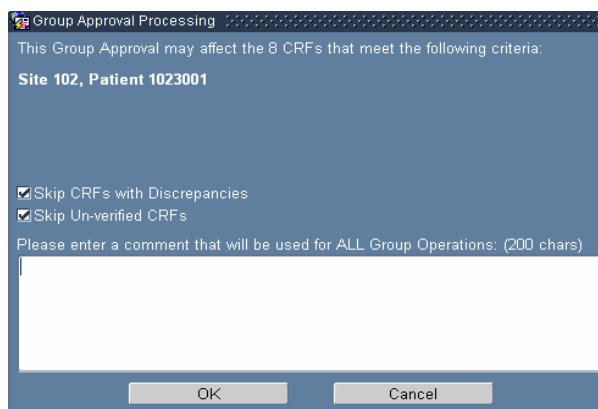 Group Approval Processing
This Group Approval may affect the 8 CRFs that meet the following criteria:
Site 102, Patient 1023001
Skip CRFs with Discrepancies
Skip Un-verified CRFs
Please enter a comment that will be used for ALL Group Operations: (200 chars)
OK Cancel